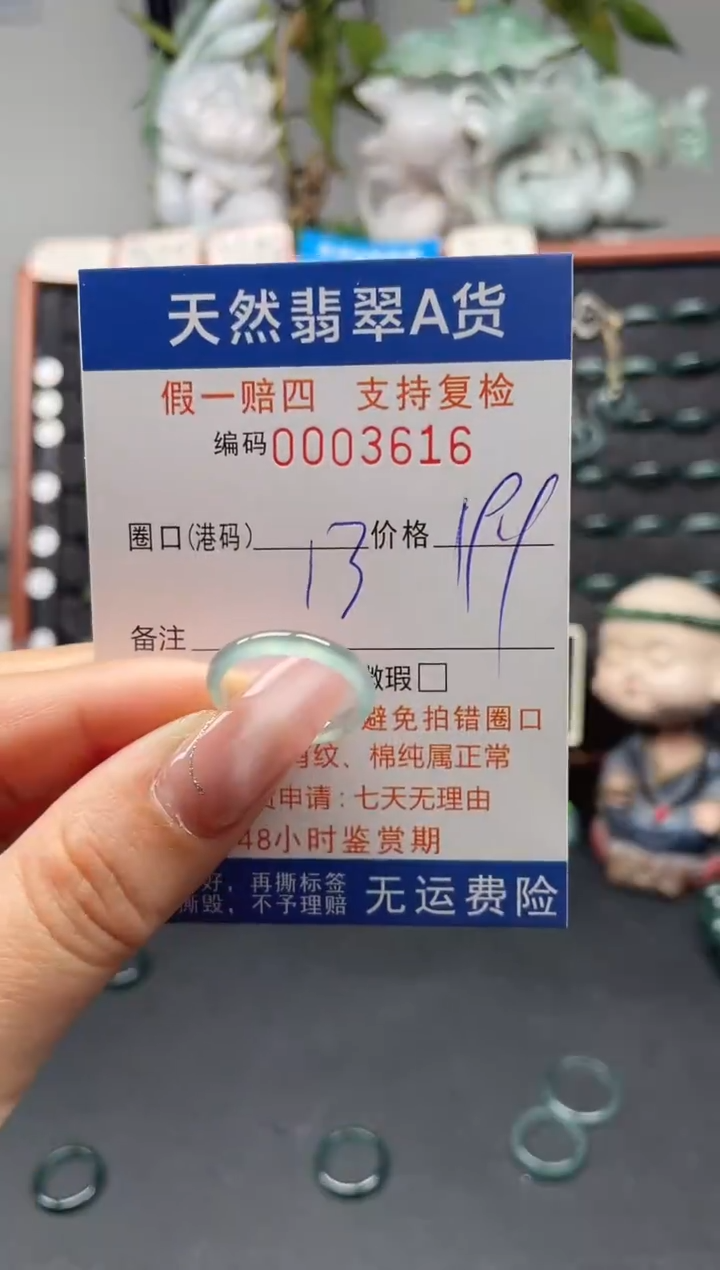 天然翡翠A货
假一赔四 支持复检
编码0003616
圈口(港码) 13 价格 199
备注
瑕□
避免拍错圈口
纹、棉纯属正常
申请：七天无理由
48小时鉴赏期
好，再撕标签
撕毁，不予理赔
无运费险